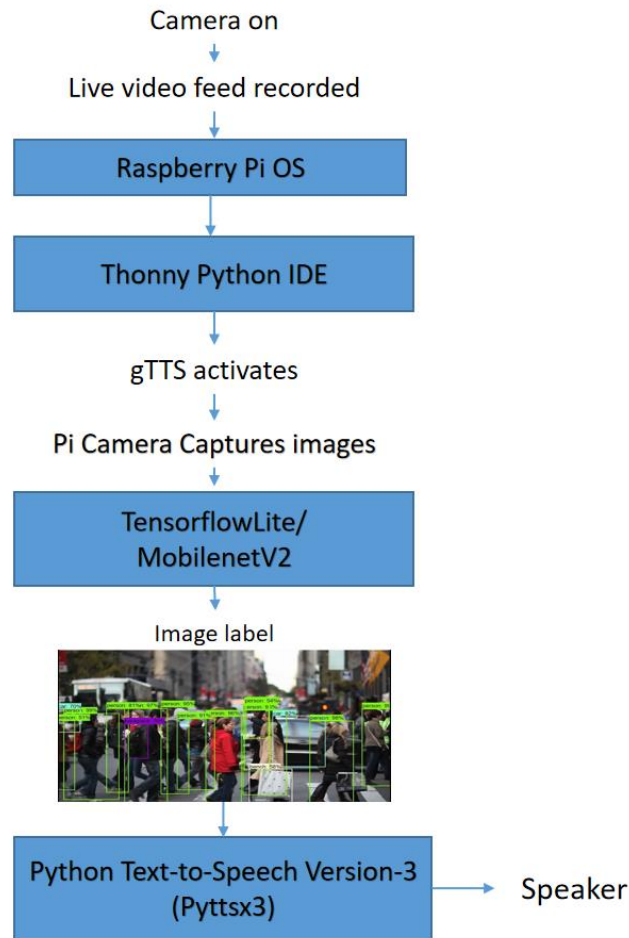 Camera on
Live video feed recorded
Raspberry Pi OS
Thonny Python IDE
gTTS activates
Pi Camera Captures images
TensorflowLite/
MobilenetV2
Image label
Python Text-to-Speech Version-3
(Pyttsx3)
Speaker